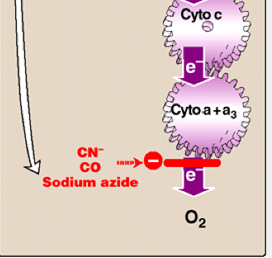 Cyto c
e⁻
Cyto a + a₃
CN⁻
CO
Sodium azide
e⁻
O₂